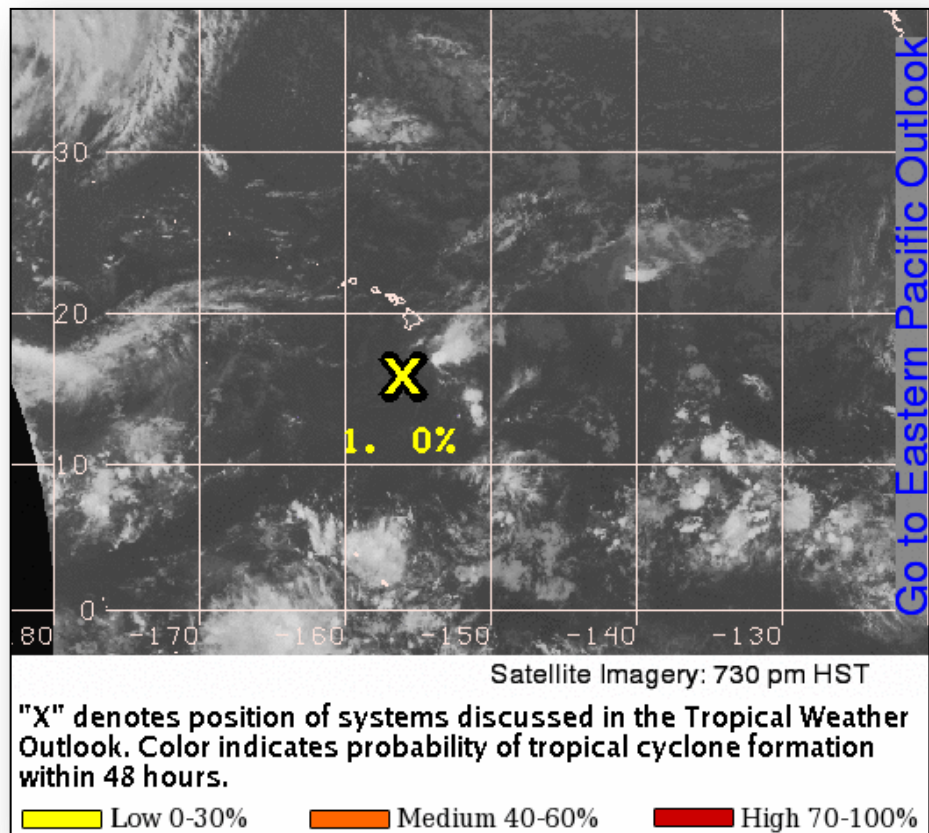 Go to Eastern Pacific Outlook
30
20
X
1. 0%
10
0
80 -170 -160 -150 -140 -130
Satellite Imagery: 730 pm HST
"X" denotes position of systems discussed in the Tropical Weather
Outlook. Color indicates probability of tropical cyclone formation
within 48 hours.
Low 0-30% Medium 40-60% High 70-100%